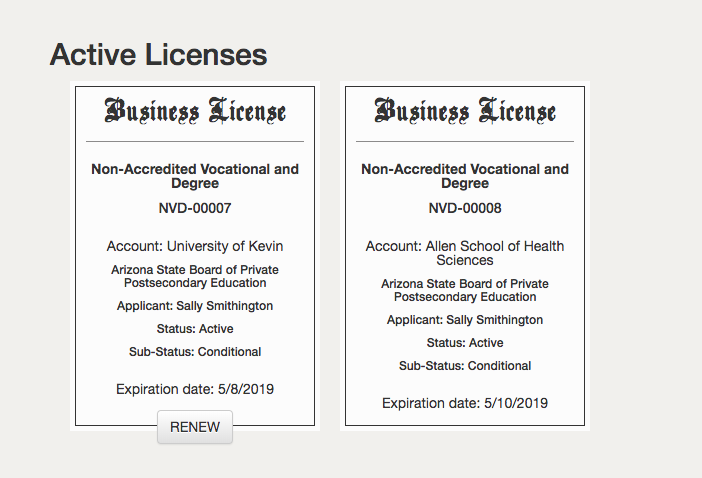 Active Licenses
Business License
Non-Accredited Vocational and
Degree
NVD-00007
Account: University of Kevin
Arizona State Board of Private
Postsecondary Education
Applicant: Sally Smithington
Status: Active
Sub-Status: Conditional
Expiration date: 5/8/2019
RENEW
Business License
Non-Accredited Vocational and
Degree
NVD-00008
Account: Allen School of Health
Sciences
Arizona State Board of Private
Postsecondary Education
Applicant: Sally Smithington
Status: Active
Sub-Status: Conditional
Expiration date: 5/10/2019